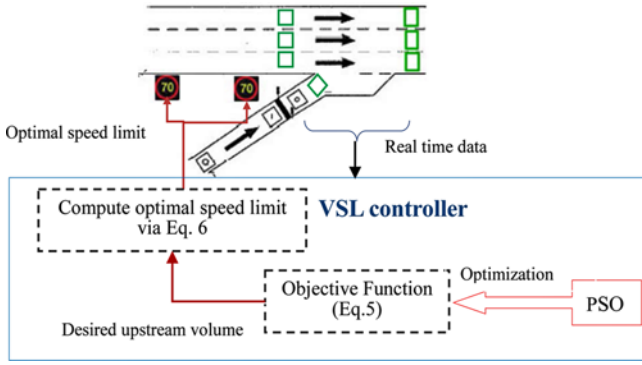 70
70
Optimal speed limit
Real time data
Compute optimal speed limit
via Eq. 6
VSL controller
Optimization
Objective Function
(Eq.5)
PSO
Desired upstream volume